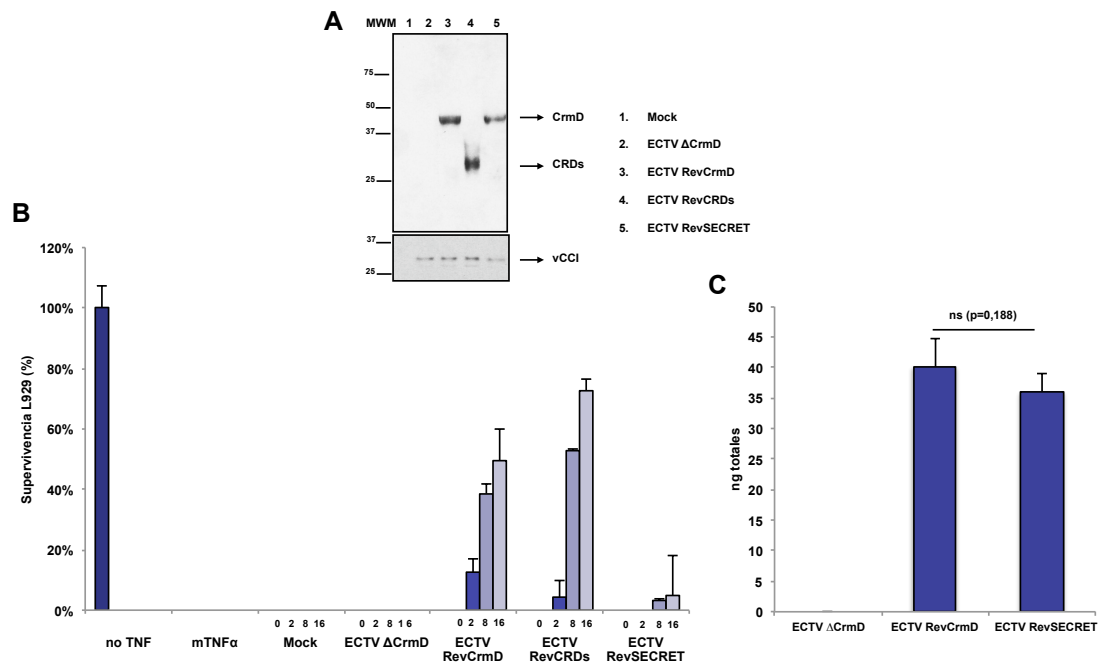 A
MWM 1 2 3 4 5
75
50
37
25
CrmD
CRDs
37
25
vCCI
1. Mock
2. ECTV ΔCrmD
3. ECTV RevCrmD
4. ECTV RevCRDs
5. ECTV RevSECRET
B
Supervivencia L929 (%)
120%
100%
80%
60%
40%
20%
0%
0 2 8 16 0 2 8 16 0 2 8 16 0 2 8 16 0 2 8 16
no TNF mTNFα Mock ECTV ΔCrmD ECTV RevCrmD ECTV RevCRDs ECTV RevSECRET
C
ng totales
50
45
40
35
30
25
20
15
10
5
0
ns (p=0,188)
ECTV ΔCrmD ECTV RevCrmD ECTV RevSECRET